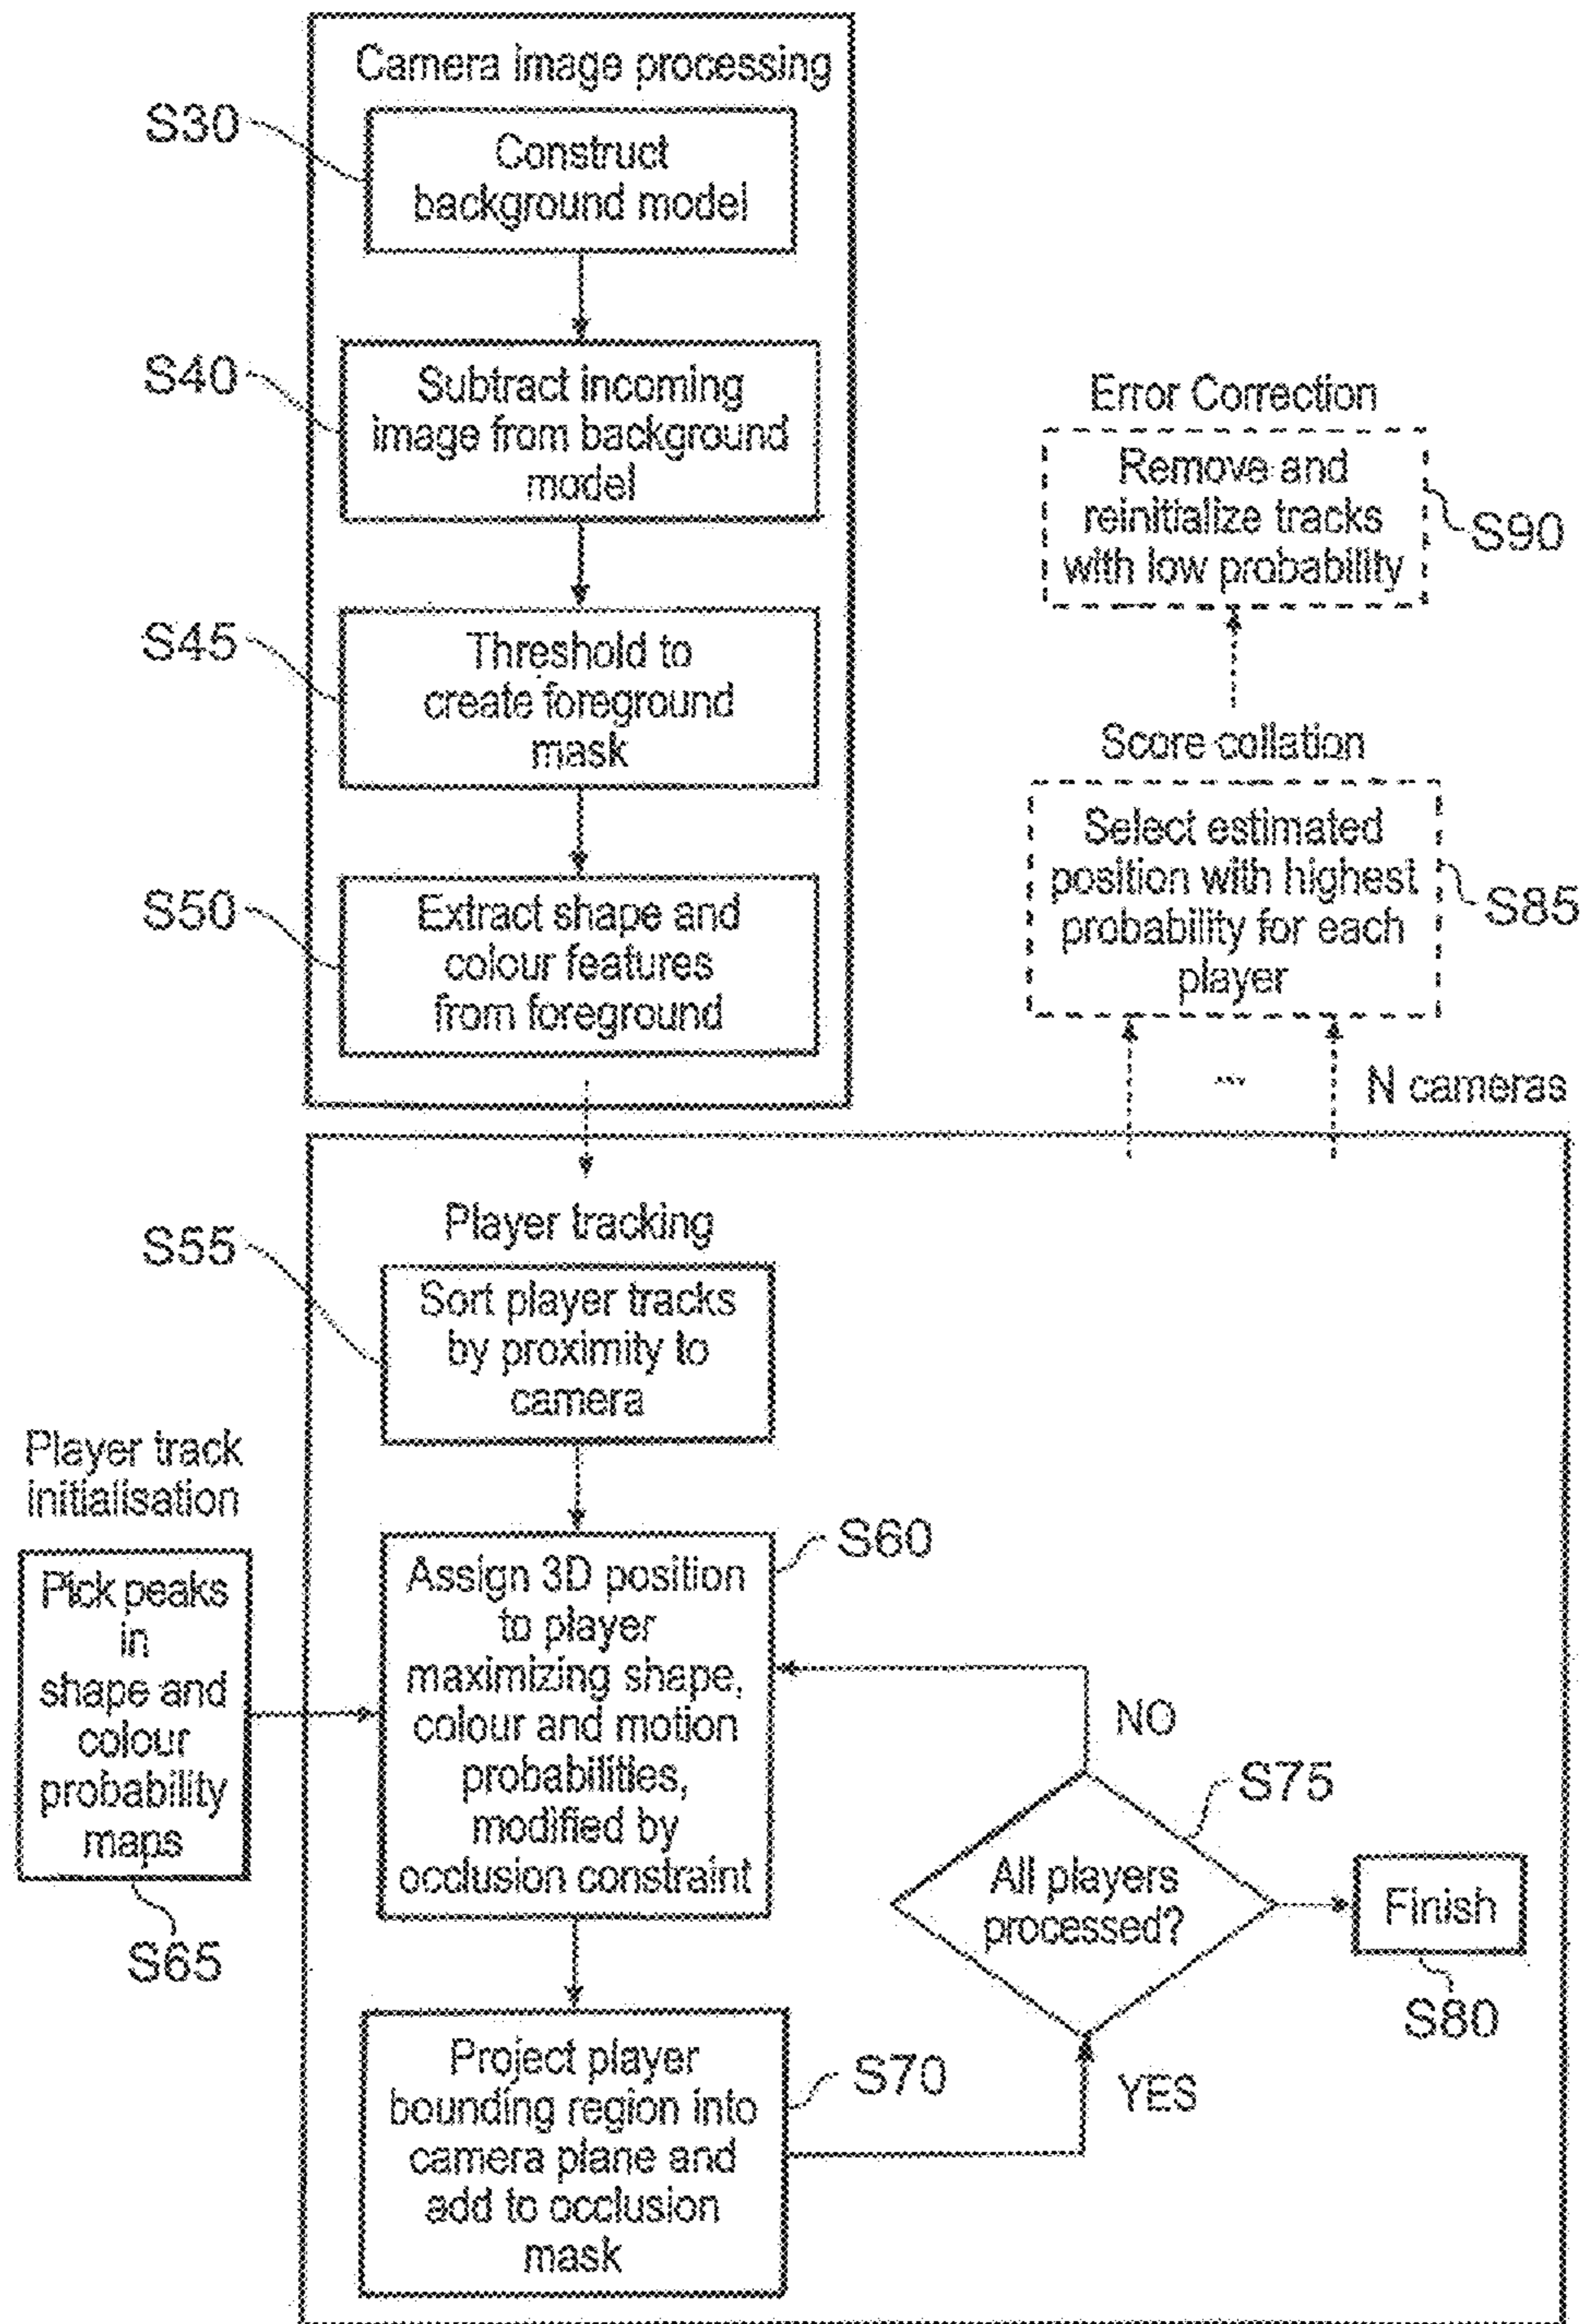 Camera image processing
S30
Construct
background model
S40
Subtract incoming
image from background
model
S45
Threshold to
create foreground
mask
S50
Extract shape and
colour features
from foreground
Error Correction
Remove and
reinitialize tracks
with low probability
S90
Score collation
Select estimated
position with highest
probability for each
player
S85
N cameras
Player tracking
S55
Sort player tracks
by proximity to
camera
Player track
initialisation
Pick peaks
in
shape and
colour
probability
maps
S65
S60
Assign 3D position
to player
maximizing shape,
colour and motion
probabilities,
modified by
occlusion constraint
NO
S75
All players
processed?
Finish
S80
YES
S70
Project player
bounding region into
camera plane and
add to occlusion
mask